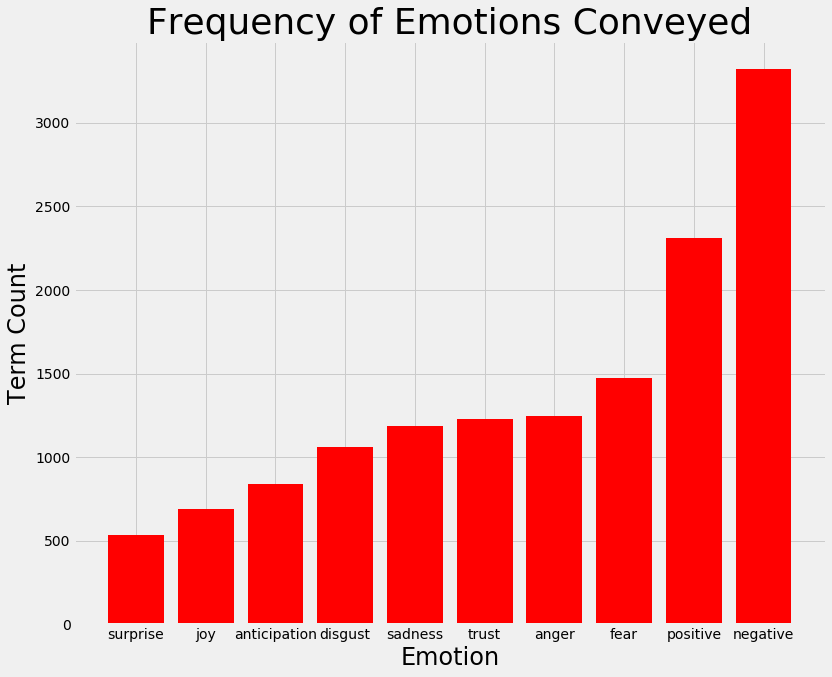 Frequency of Emotions Conveyed
3000
2500
2000
1500
1000
500
0
Term Count
surprise joy anticipation disgust sadness trust anger fear positive negative
Emotion